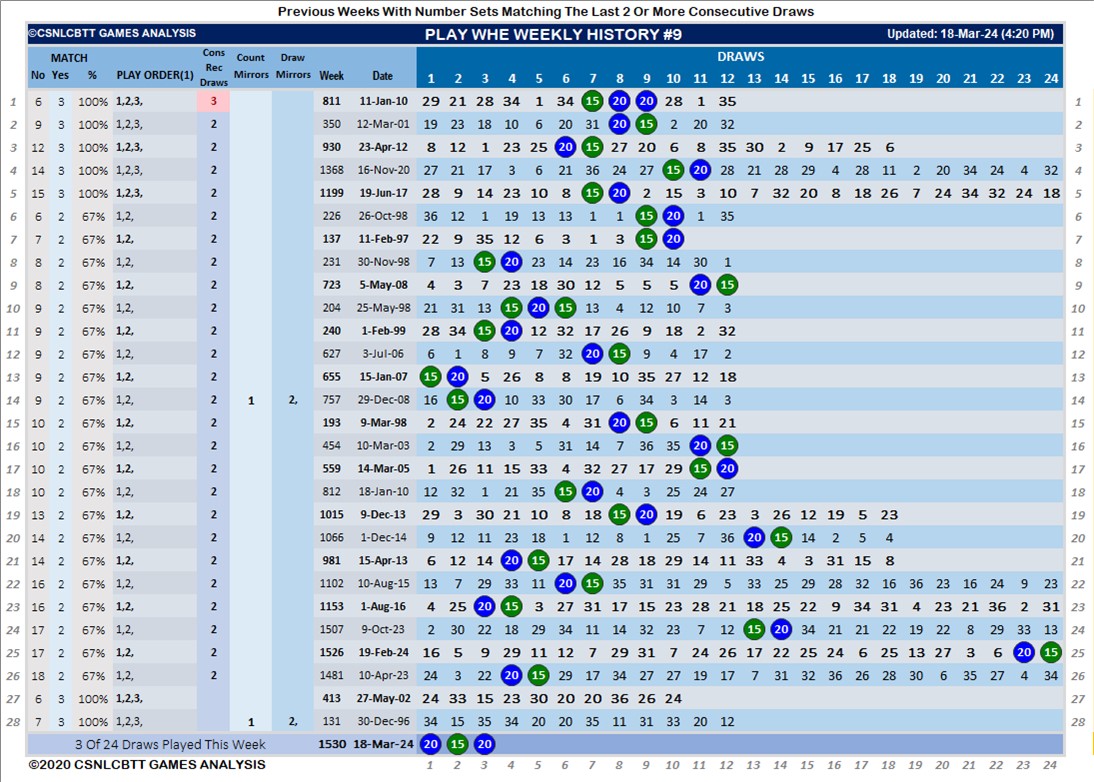 Previous Weeks With Number Sets Matching The Last 2 Or More Consecutive Draws
©CSNLCBTT GAMES ANALYSIS PLAY WHE WEEKLY HISTORY #9 Updated: 18-Mar-24 (4:20 PM)
MATCH Cons Rec Draws Count Mirrors Draw Mirrors DRAWS
No Yes % PLAY ORDER(1) Week Date 1 2 3 4 5 6 7 8 9 10 11 12 13 14 15 16 17 18 19 20 21 22 23 24
1 6 3 100% 1,2,3, 3 811 11-Jan-10 29 21 28 34 1 34 15 20 20 28 1 35 1
2 9 3 100% 1,2,3, 2 350 12-Mar-01 19 23 18 10 6 20 31 20 15 2 20 32 2
3 12 3 100% 1,2,3, 2 930 23-Apr-12 8 12 1 23 25 20 15 27 20 6 8 35 30 2 9 17 25 6 3
4 14 3 100% 1,2,3, 2 1368 16-Nov-20 27 21 17 3 6 21 36 24 27 15 20 28 21 28 29 4 28 11 2 20 34 24 4 32 4
5 15 3 100% 1,2,3, 2 1199 19-Jun-17 28 9 14 23 10 8 15 20 2 15 3 10 7 32 20 8 18 26 7 24 34 32 24 18 5
6 6 2 67% 1,2, 2 226 26-Oct-98 36 12 1 19 13 13 1 1 15 20 1 35 6
7 7 2 67% 1,2, 2 137 11-Feb-97 22 9 35 12 6 3 1 3 15 20 7
8 8 2 67% 1,2, 2 231 30-Nov-98 7 13 15 20 23 14 23 16 34 14 30 1 8
9 8 2 67% 1,2, 2 723 5-May-08 4 3 7 23 18 30 12 5 5 5 20 15 9
10 9 2 67% 1,2, 2 204 25-May-98 21 31 13 15 20 15 13 4 12 10 7 3 10
11 9 2 67% 1,2, 2 240 1-Feb-99 28 34 15 20 12 32 17 26 9 18 2 32 11
12 9 2 67% 1,2, 2 627 3-Jul-06 6 1 8 9 7 32 20 15 9 4 17 2 12
13 9 2 67% 1,2, 2 655 15-Jan-07 15 20 5 26 8 8 19 10 35 27 12 18 13
14 9 2 67% 1,2, 2 1 2, 757 29-Dec-08 16 15 20 10 33 30 17 6 34 3 14 3 14
15 10 2 67% 1,2, 2 193 9-Mar-98 2 24 22 27 35 4 31 20 15 6 11 21 15
16 10 2 67% 1,2, 2 454 10-Mar-03 2 29 13 3 5 31 14 7 36 35 20 15 16
17 10 2 67% 1,2, 2 559 14-Mar-05 1 26 11 15 33 4 32 27 17 29 15 20 17
18 10 2 67% 1,2, 2 812 18-Jan-10 12 32 1 21 35 15 20 4 3 25 24 27 18
19 13 2 67% 1,2, 2 1015 9-Dec-13 29 3 30 21 10 8 18 15 20 19 6 23 3 26 12 19 5 23 19
20 14 2 67% 1,2, 2 1066 1-Dec-14 9 12 11 23 18 1 12 8 1 25 7 36 20 15 14 2 5 4 20
21 14 2 67% 1,2, 2 981 15-Apr-13 6 12 14 20 15 17 14 28 18 29 14 11 33 4 3 31 15 8 21
22 16 2 67% 1,2, 2 1102 10-Aug-15 13 7 29 33 11 20 15 35 31 31 29 5 33 25 29 28 32 16 36 23 16 24 9 23 22
23 16 2 67% 1,2, 2 1153 1-Aug-16 4 25 20 15 3 27 31 17 15 23 28 21 18 25 22 9 34 31 4 23 21 36 2 31 23
24 17 2 67% 1,2, 2 1507 9-Oct-23 2 30 22 18 29 34 11 14 32 23 7 12 15 20 34 21 21 22 19 22 8 29 33 13 24
25 17 2 67% 1,2, 2 1526 19-Feb-24 16 5 9 29 11 12 7 29 31 7 24 26 17 22 25 24 6 25 13 27 3 6 20 15 25
26 18 2 67% 1,2, 2 1481 10-Apr-23 24 3 22 20 15 29 17 34 27 27 19 17 7 31 32 36 26 28 30 6 35 27 4 34 26
27 6 3 100% 1,2,3, 413 27-May-02 24 33 15 23 30 20 20 36 26 24 27
28 7 3 100% 1,2,3, 1 2, 131 30-Dec-96 34 15 34 20 20 35 11 31 33 20 12 28
3 Of 24 Draws Played This Week 1530 18-Mar-24 20 15 20
©2020 CSNLCBTT GAMES ANALYSIS 1 2 3 4 5 6 7 8 9 10 11 12 13 14 15 16 17 18 19 20 21 22 23 24